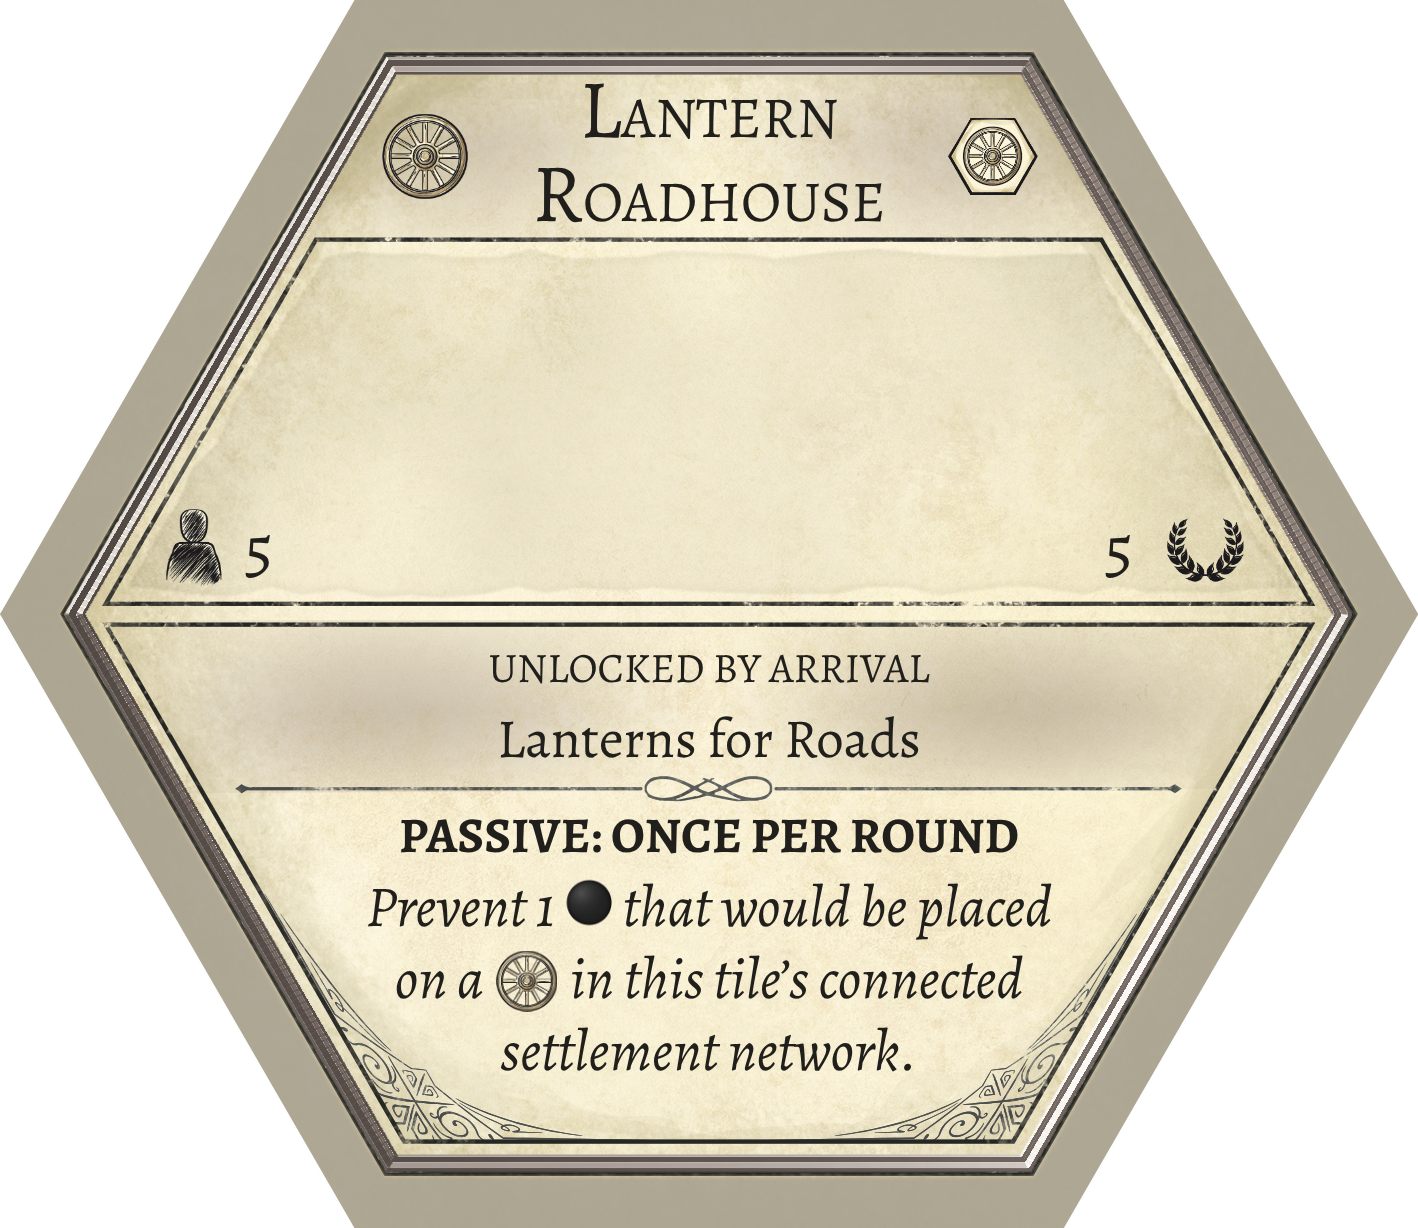 Lantern
Roadhouse
5
5
UNLOCKED BY ARRIVAL
Lanterns for Roads
PASSIVE: ONCE PER ROUND
Prevent 1 that would be placed
on a in this tile’s connected
settlement network.